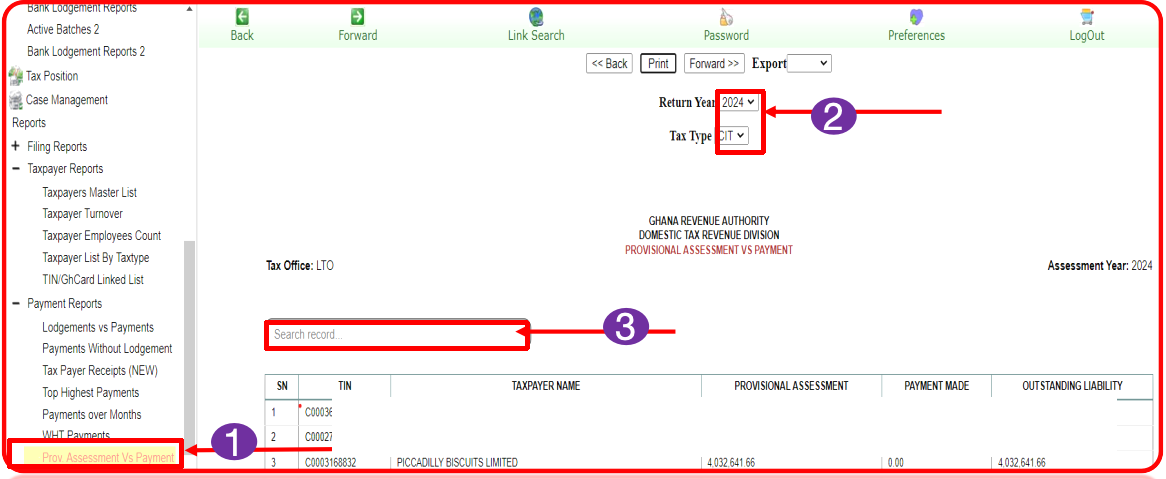 Bank Lodgement Reports
Active Batches 2
Bank Lodgement Reports 2
Tax Position
Case Management
Reports
Filing Reports
Taxpayer Reports
Taxpayers Master List
Taxpayer Turnover
Taxpayer Employees Count
Taxpayer List By Taxtype
TIN/GhCard Linked List
Payment Reports
Lodgements vs Payments
Payments Without Lodgement
Tax Payer Receipts (NEW)
Top Highest Payments
Payments over Months
WHT Payments
Prov. Assessment Vs Payment
1
Back Forward Link Search Password Preferences LogOut
<< Back Print Forward >> Export
Return Year 2024
2
Tax Type CIT
GHANA REVENUE AUTHORITY
DOMESTIC TAX REVENUE DIVISION
PROVISIONAL ASSESSMENT VS PAYMENT
Tax Office: LTO Assessment Year: 2024
Search record...
3
SN TIN TAXPAYER NAME PROVISIONAL ASSESSMENT PAYMENT MADE OUTSTANDING LIABILITY
1 C00036
2 C00027
3 C0003168832 PICCADILLY BISCUITS LIMITED 4,032,641.66 0.00 4,032,641.66